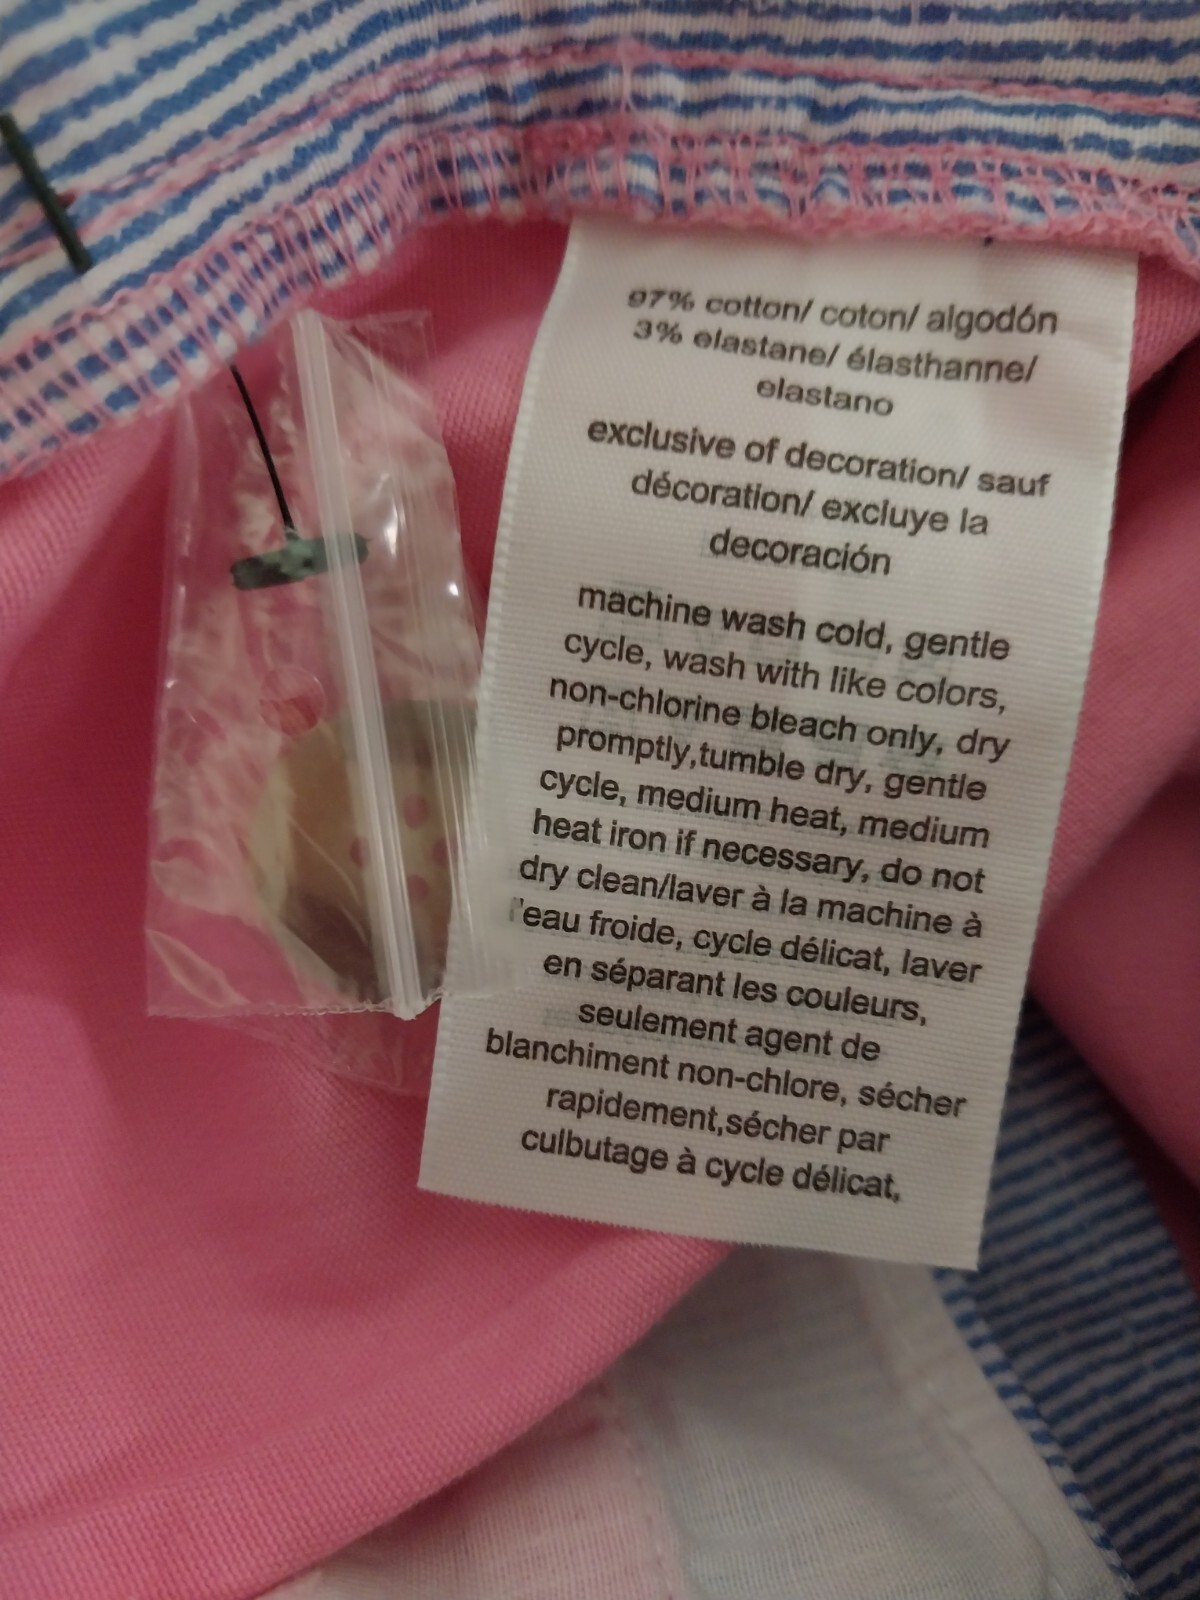 97% cotton/ coton/ algodón
3% elastane/ élasthanne/
elastano
exclusive of decoration/ sauf
décoration/ excluye la
decoración
machine wash cold, gentle
cycle, wash with like colors,
non-chlorine bleach only, dry
promptly,tumble dry, gentle
cycle, medium heat, medium
heat iron if necessary, do not
dry clean/laver à la machine à
l'eau froide, cycle délicat, laver
en séparant les couleurs,
seulement agent de
blanchiment non-chlore, sécher
rapidement,sécher par
culbutage à cycle délicat,